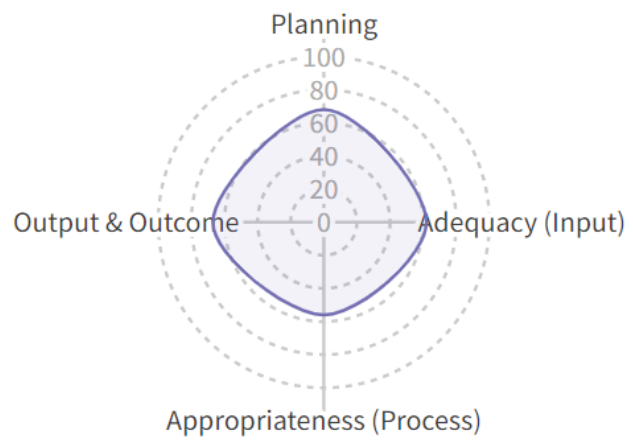 Planning
100
80
60
40
20
0
Output & Outcome
Adequacy (Input)
Appropriateness (Process)